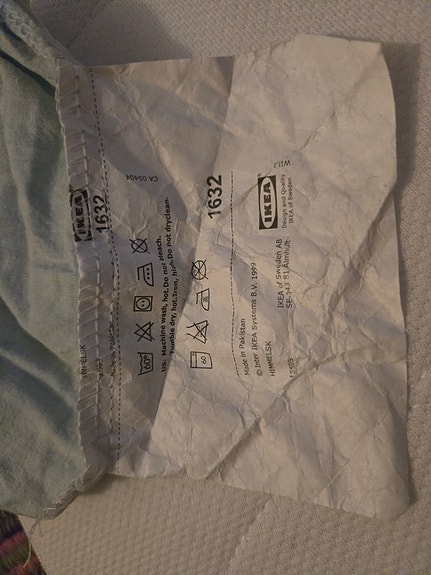 IKEA
1632
CA 05404
60°
US: Machine wash, hot. Do not bleach.
Tumble dry, hot. Iron, high. Do not dryclean.
1632
60
Made in Pakistan
© Inter IKEA Systems B.V. 1999
HIMMELSK
IKEA
Design and Quality
IKEA of Sweden
IKEA of Sweden AB
SE-343 81 Älmhult